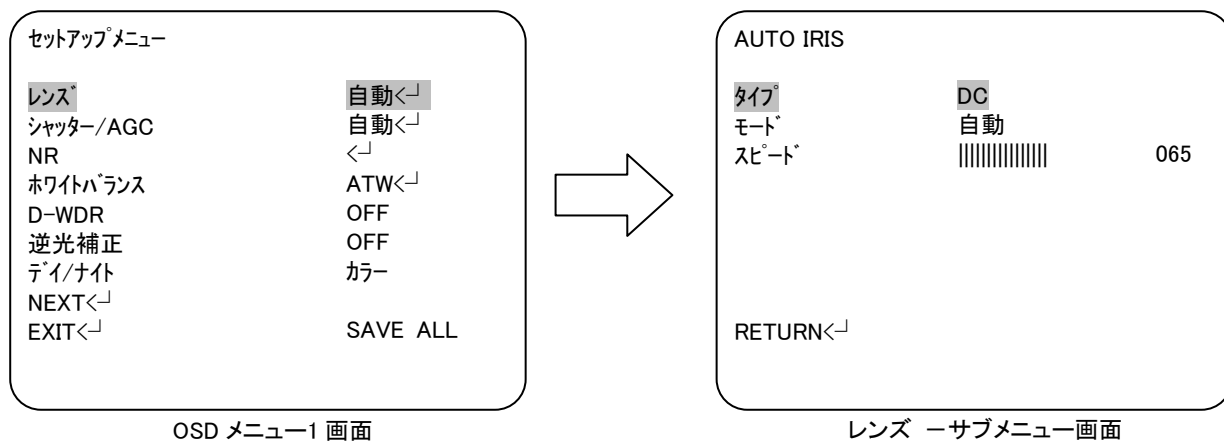 セットアップメニュー
レンズ 自動<┘
シャッター/AGC 自動<┘
NR <┘
ホワイトバランス ATW<┘
D-WDR OFF
逆光補正 OFF
デイ/ナイト カラー
NEXT<┘
EXIT<┘ SAVE ALL
OSD メニュー1 画面
AUTO IRIS
タイプ DC
モード 自動
スピード ||||||||||||||||| 065
RETURN<┘
レンズ －サブメニュー画面